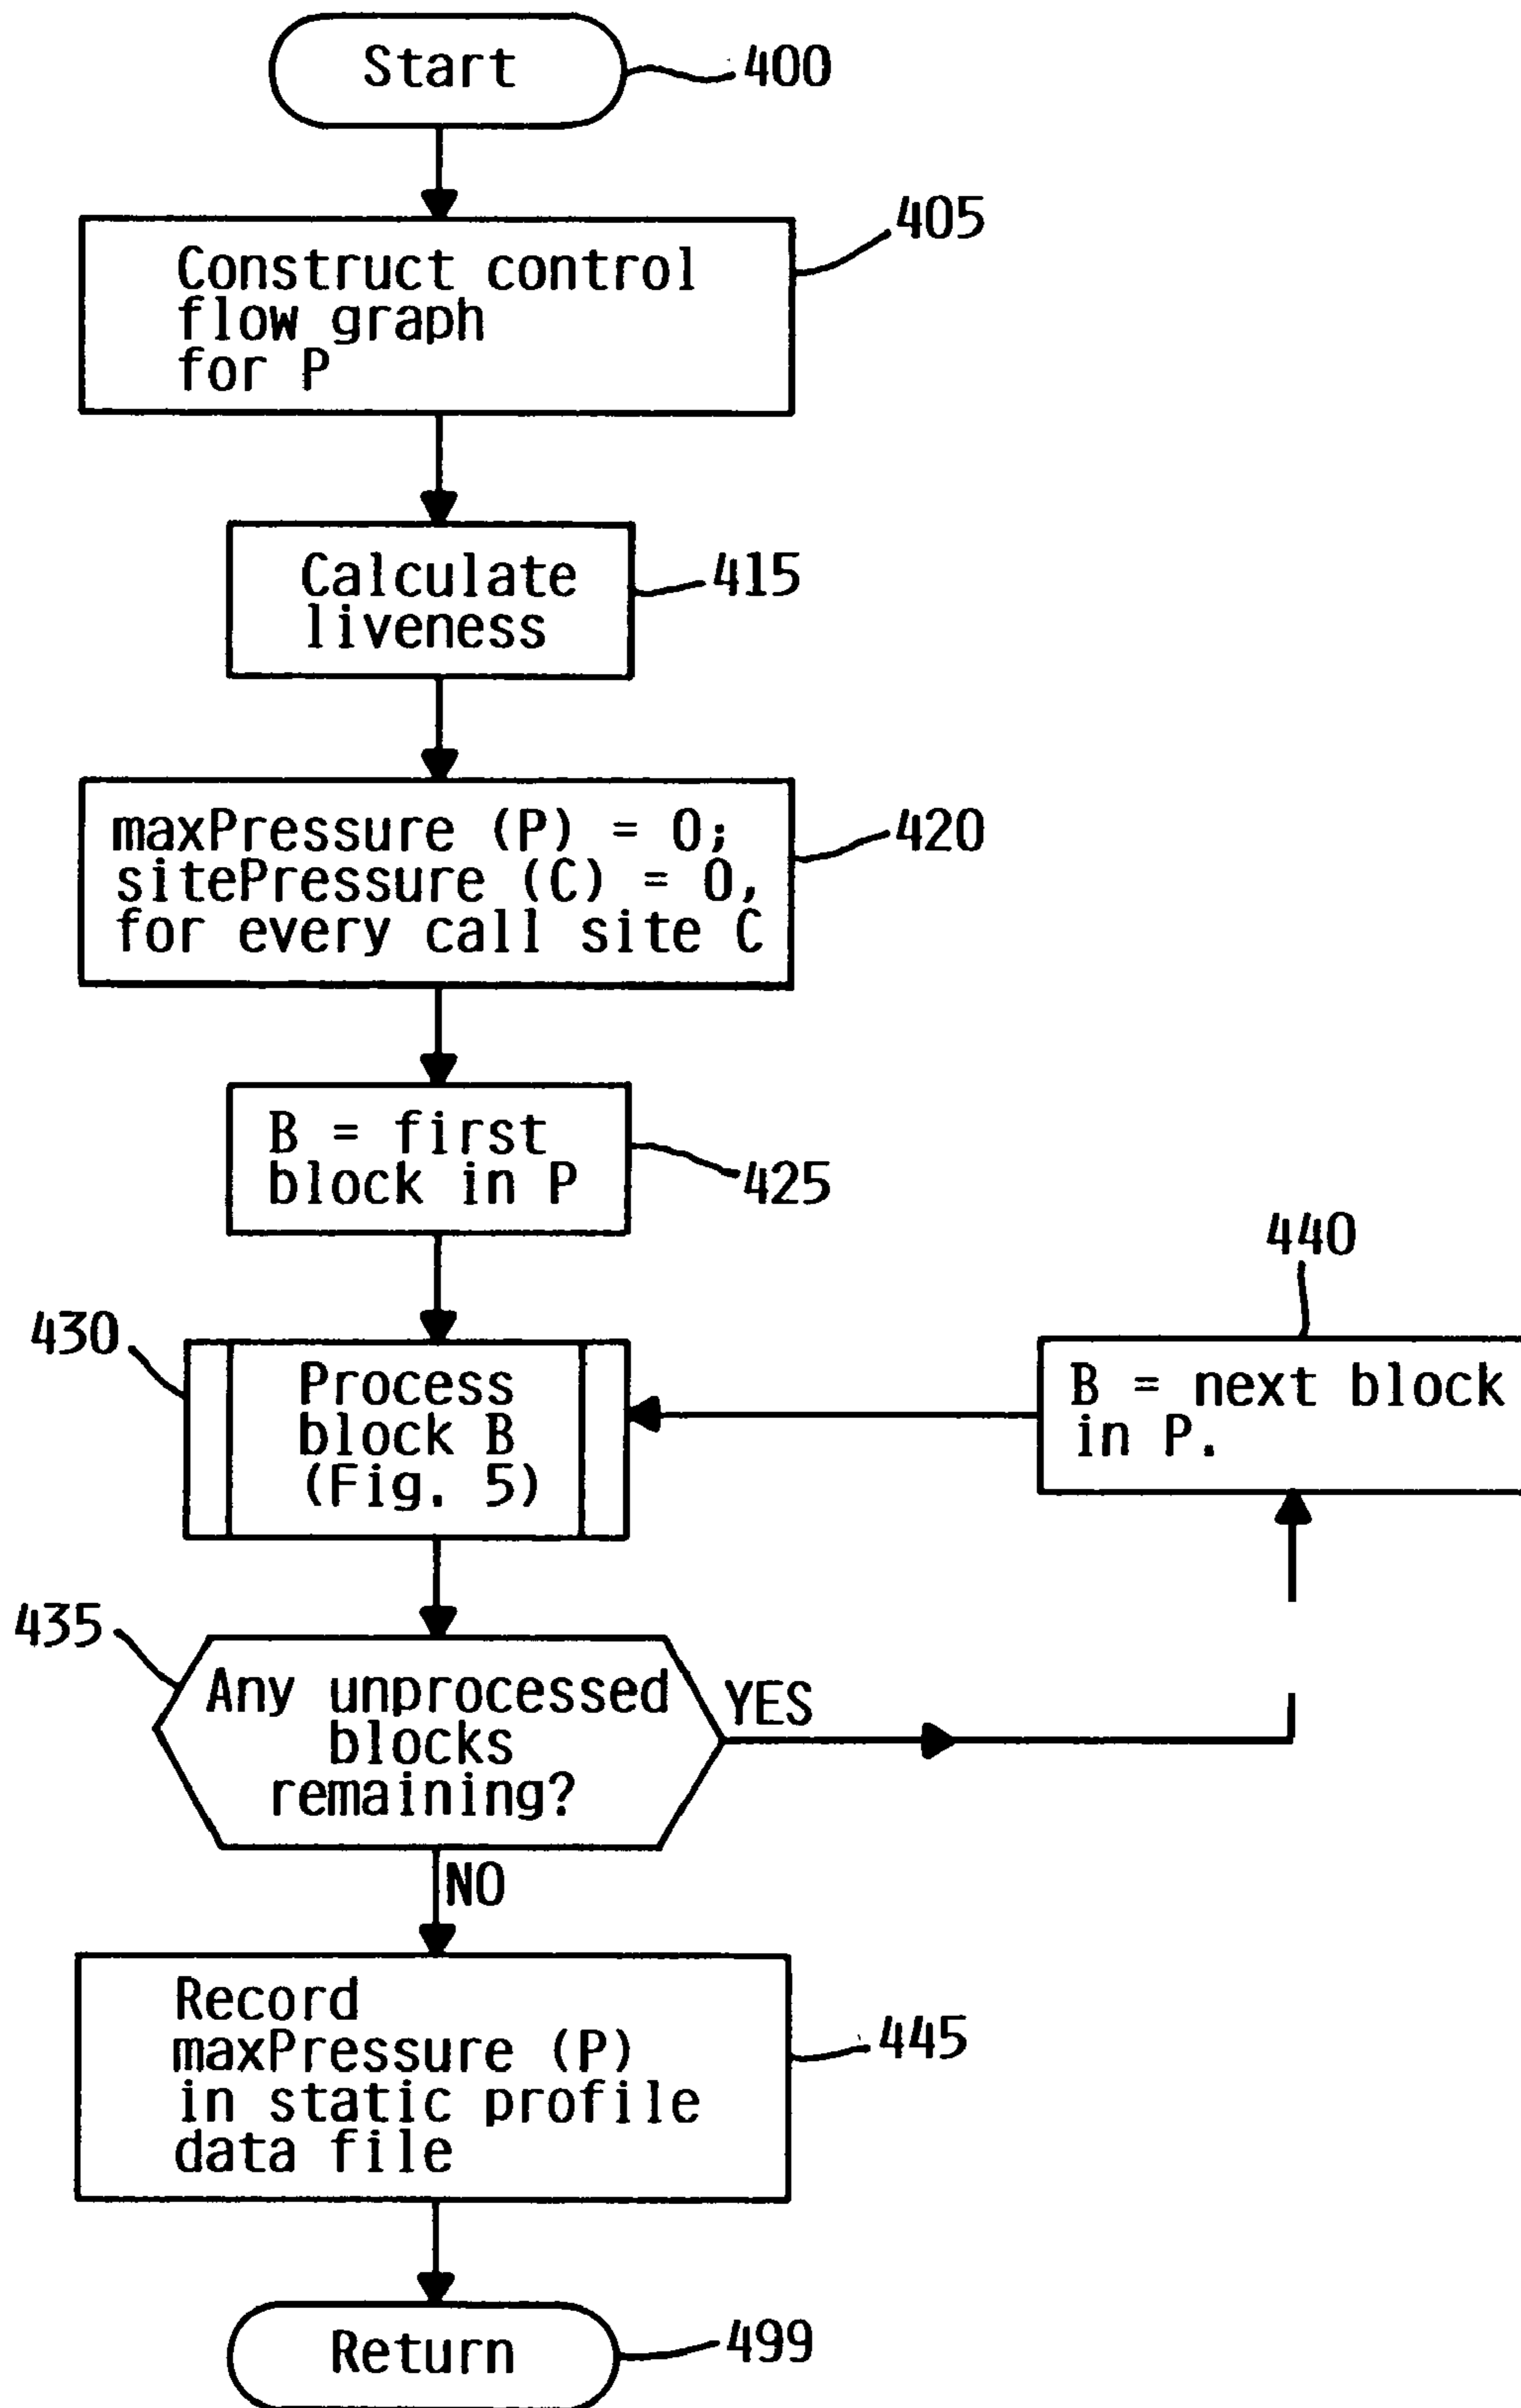 Start
400
Construct control
flow graph
for P
405
Calculate
liveness
415
maxPressure (P) = 0;
sitePressure (C) = 0,
for every call site C
420
B = first
block in P
425
430
Process
block B
(Fig. 5)
440
B = next block
in P.
435
Any unprocessed
blocks
remaining?
YES
NO
Record
maxPressure (P)
in static profile
data file
445
Return
499